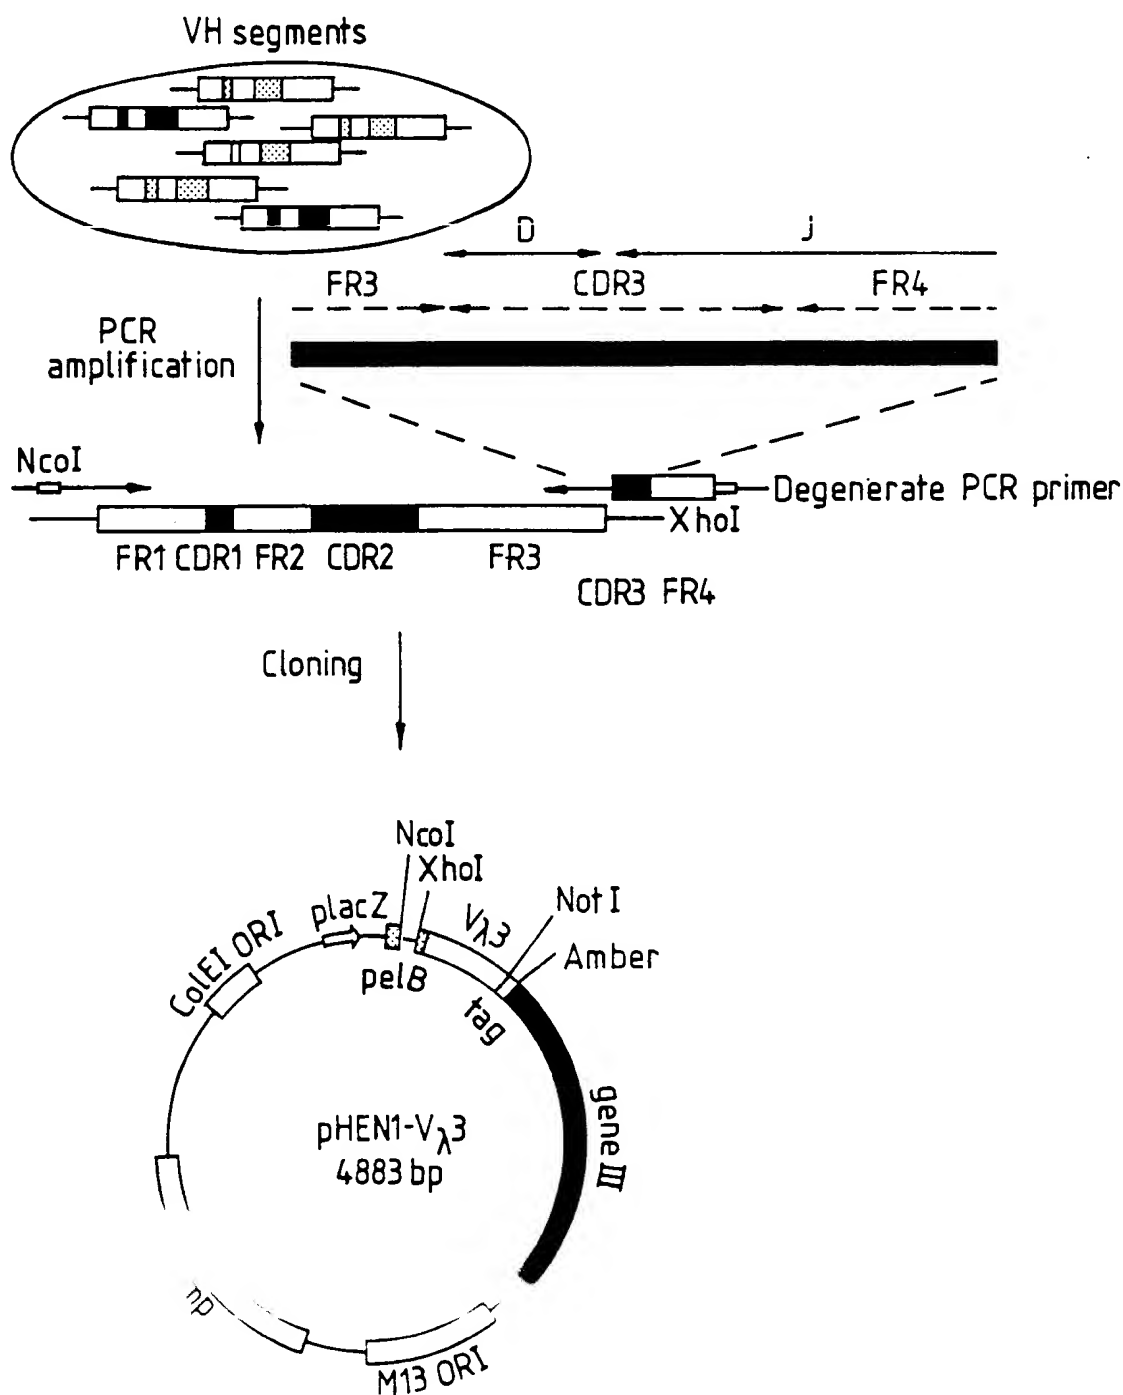 VH segments
D
J
FR3
CDR3
FR4
PCR
amplification
NcoI
Degenerate PCR primer
XhoI
FR1 CDR1 FR2 CDR2
FR3
CDR3 FR4
Cloning
NcoI
XhoI
placZ
Vλ3
Not I
Amber
ColEI ORI
pelB
tag
gene III
pHEN1-Vλ3
4883 bp
M13 ORI